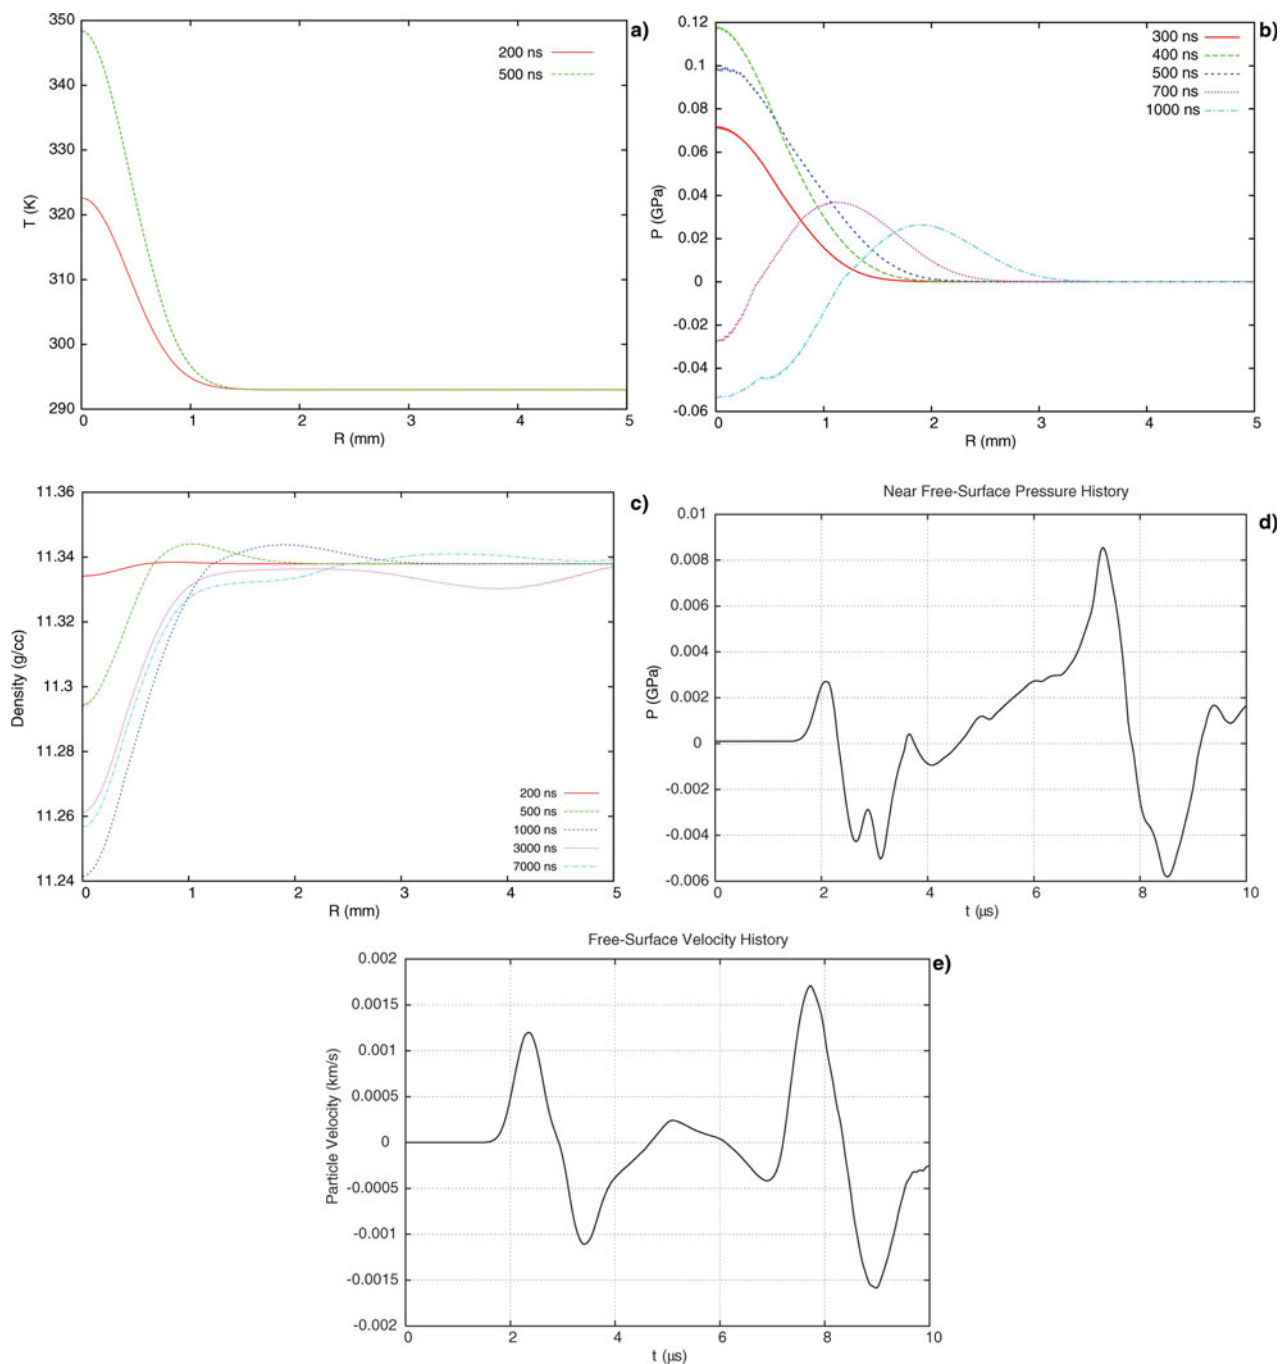 a)
350
340
330
320
310
300
290
T (K)
0 1 2 3 4 5
R (mm)
200 ns
500 ns
b)
0.12
0.1
0.08
0.06
0.04
0.02
0
-0.02
-0.04
-0.06
P (GPa)
0 1 2 3 4 5
R (mm)
300 ns
400 ns
500 ns
700 ns
1000 ns
c)
11.36
11.34
11.32
11.3
11.28
11.26
11.24
Density (g/cc)
0 1 2 3 4 5
R (mm)
200 ns
500 ns
1000 ns
3000 ns
7000 ns
Near Free-Surface Pressure History
d)
0.01
0.008
0.006
0.004
0.002
0
-0.002
-0.004
-0.006
P (GPa)
0 2 4 6 8 10
t (μs)
Free-Surface Velocity History
e)
0.002
0.0015
0.001
0.0005
0
-0.0005
-0.001
-0.0015
-0.002
Particle Velocity (km/s)
0 2 4 6 8 10
t (μs)